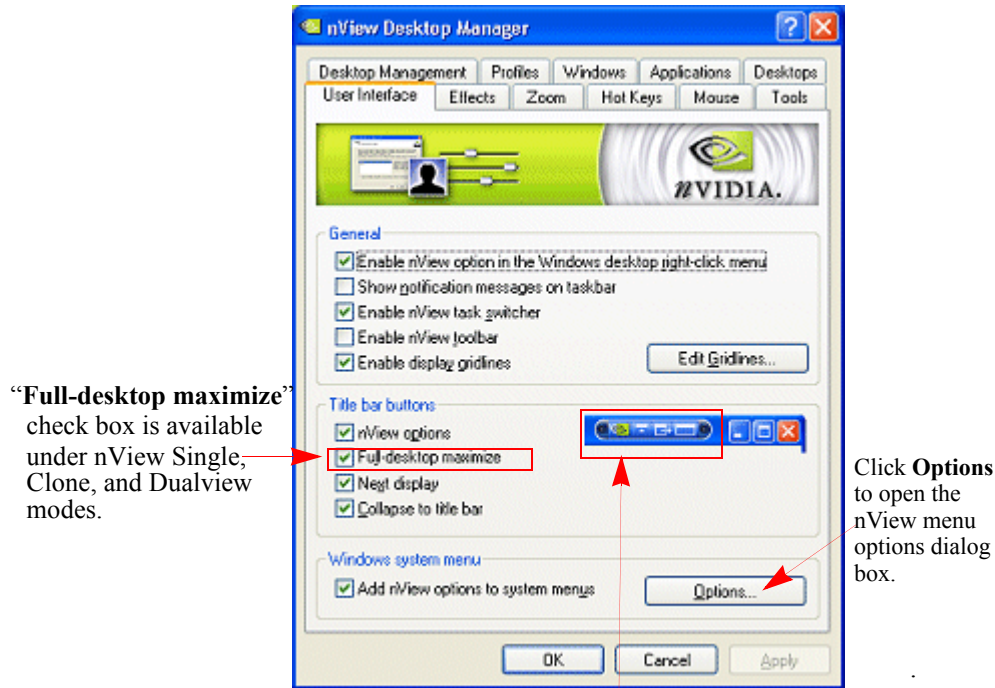 nView Desktop Manager
Desktop Management Profiles Windows Applications Desktops
User Interface Effects Zoom Hot Keys Mouse Tools
nVIDIA.
General
Enable nView option in the Windows desktop right-click menu
Show notification messages on taskbar
Enable nView task switcher
Enable nView toolbar
Enable display gridlines
Edit Gridlines...
“Full-desktop maximize”
check box is available
under nView Single,
Clone, and Dualview
modes.
Title bar buttons
nView options
Full-desktop maximize
Next display
Collapse to title bar
Click Options
to open the
nView menu
options dialog
box.
Windows system menu
Add nView options to system menus
Options...
OK Cancel Apply
.